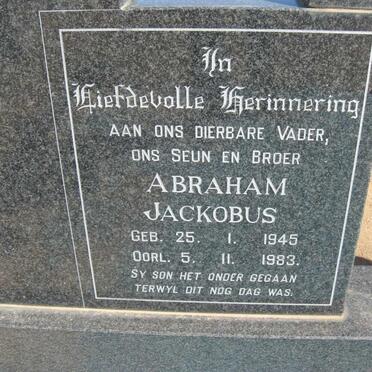 In
Liefdevolle Herinnering
AAN ONS DIERBARE VADER,
ONS SEUN EN BROER
ABRAHAM
JACKOBUS
GEB. 25. 1. 1945
OORL. 5. 11. 1983.
SY SON HET ONDER GEGAAN
TERWYL DIT NOG DAG WAS.